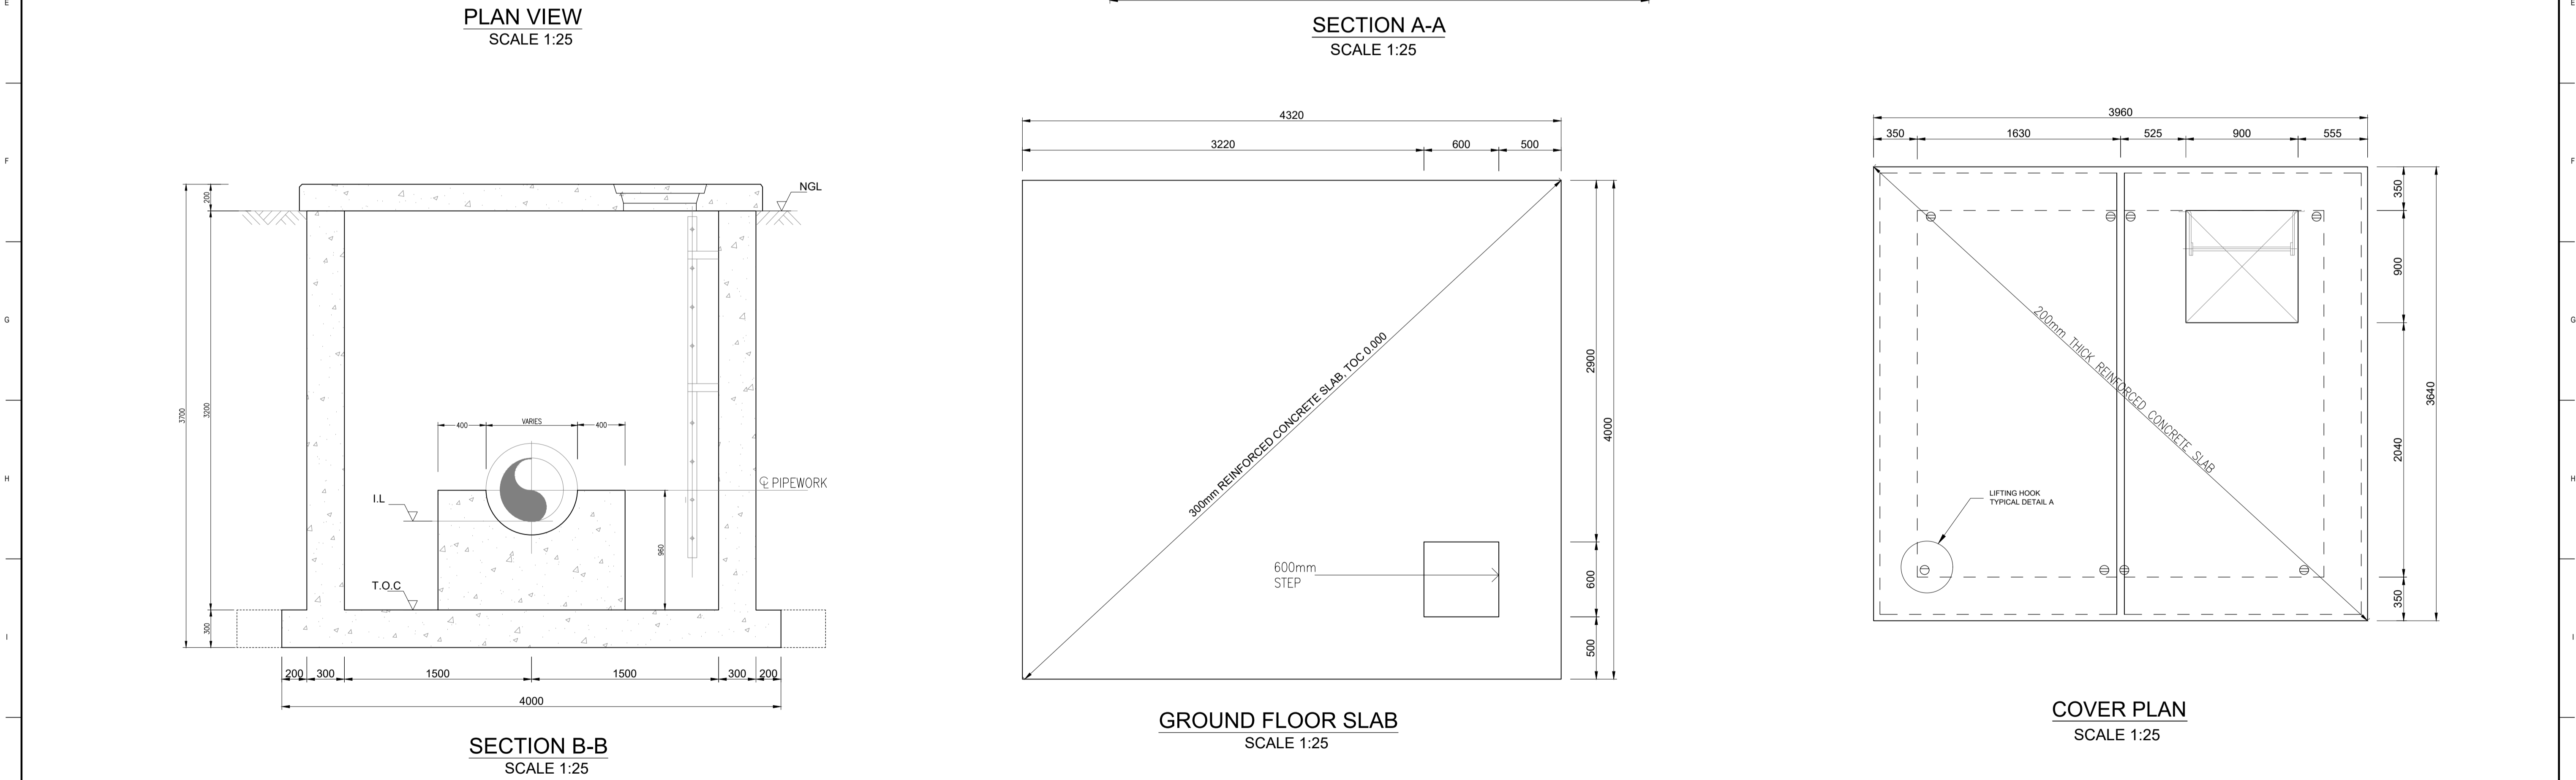 E
E
PLAN VIEW
SCALE 1:25
SECTION A-A
SCALE 1:25
F
F
G
G
H
H
I
I
200
3700
3200
300
NGL
400
VARIES
400
I.L
℄ PIPEWORK
960
T.O.C
200
300
1500
1500
300
200
4000
SECTION B-B
SCALE 1:25
4320
3220
600
500
300mm REINFORCED CONCRETE SLAB, TOC 0.000
600mm
STEP
2900
4000
600
500
GROUND FLOOR SLAB
SCALE 1:25
3960
350
1630
525
900
555
350
900
200mm THICK REINFORCED CONCRETE SLAB
3640
2040
LIFTING HOOK
TYPICAL DETAIL A
350
COVER PLAN
SCALE 1:25